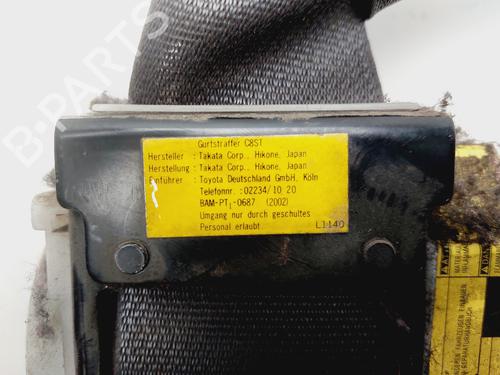 B-PARTS
Gurtstraffer C8ST
Hersteller : Takata Corp., Hikone, Japan
Herstellung : Takata Corp., Hikone, Japan
Einführer : Toyota Deutschland GmbH, Köln
Telefonnr. : 02234/10 20
BAM-PT₁-0687 (2002)
Umgang nur durch geschultes
Personal erlaubt. L1140